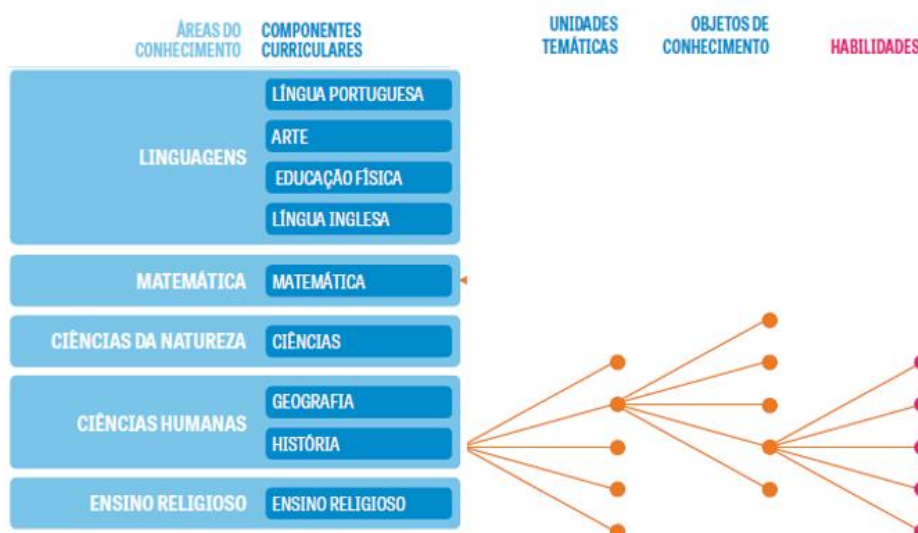 ÁREAS DO
CONHECIMENTO
COMPONENTES
CURRICULARES
UNIDADES
TEMÁTICAS
OBJETOS DE
CONHECIMENTO
HABILIDADES
LINGUAGENS
LÍNGUA PORTUGUESA
ARTE
EDUCAÇÃO FÍSICA
LÍNGUA INGLESA
MATEMÁTICA
MATEMÁTICA
CIÊNCIAS DA NATUREZA
CIÊNCIAS
CIÊNCIAS HUMANAS
GEOGRAFIA
HISTÓRIA
ENSINO RELIGIOSO
ENSINO RELIGIOSO